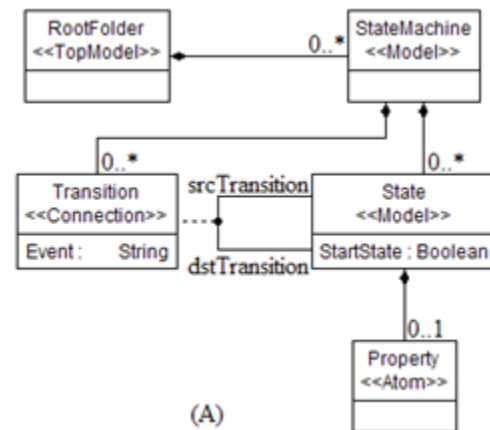 RootFolder
<<TopModel>>
0..*
StateMachine
<<Model>>
0..*
0..*
Transition
<<Connection>>
Event : String
srcTransition
dstTransition
State
<<Model>>
StartState : Boolean
0..1
Property
<<Atom>>
(A)